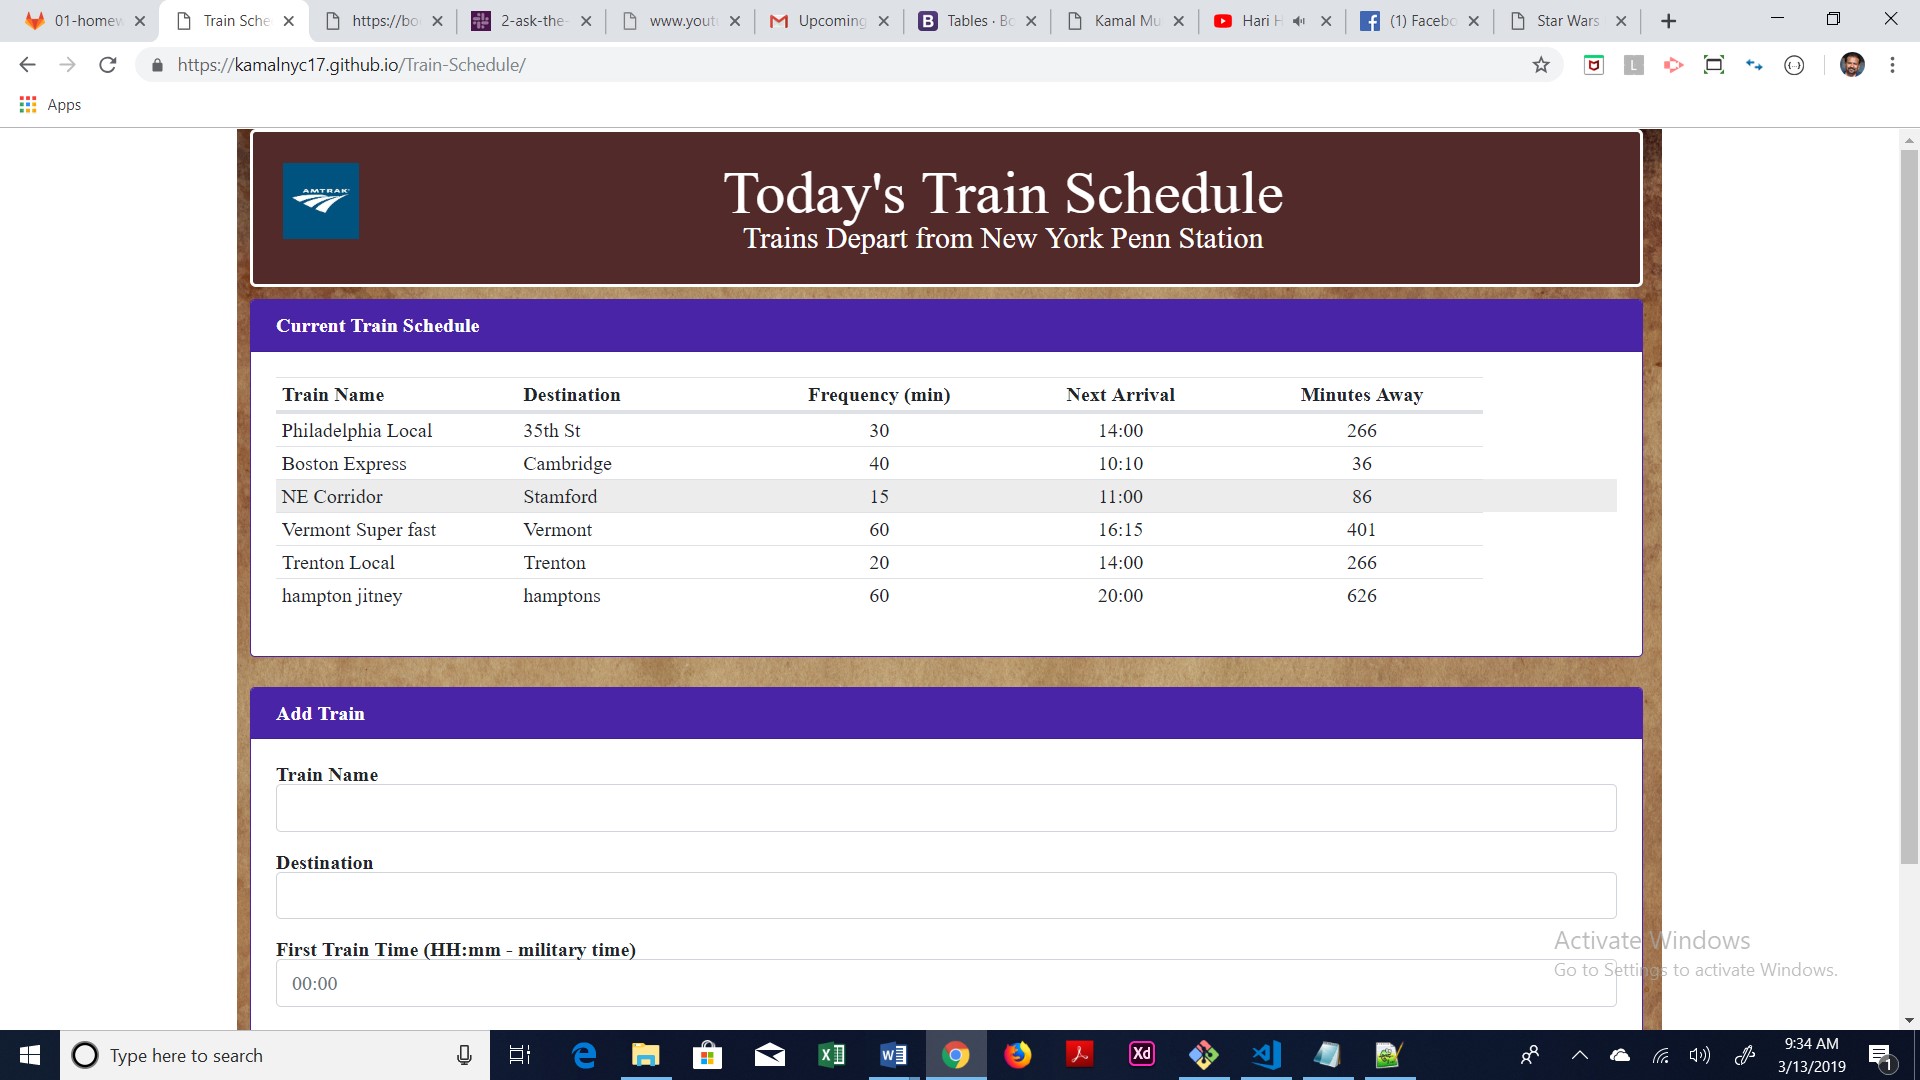 01-homew
Train Sche
https://bo
2-ask-the-
www.yout
Upcoming
B Tables · Bo
Kamal Mu
Hari H
(1) Facebo
Star Wars
https://kamalnyc17.github.io/Train-Schedule/
L
Apps
AMTRAK
Today's Train Schedule
Trains Depart from New York Penn Station
Current Train Schedule
Train Name Destination Frequency (min) Next Arrival Minutes Away
Philadelphia Local 35th St 30 14:00 266
Boston Express Cambridge 40 10:10 36
NE Corridor Stamford 15 11:00 86
Vermont Super fast Vermont 60 16:15 401
Trenton Local Trenton 20 14:00 266
hampton jitney hamptons 60 20:00 626
Add Train
Train Name
Destination
First Train Time (HH:mm - military time)
00:00
Activate Windows
Go to Settings to activate Windows.
Type here to search
Xd
9:34 AM
3/13/2019
1